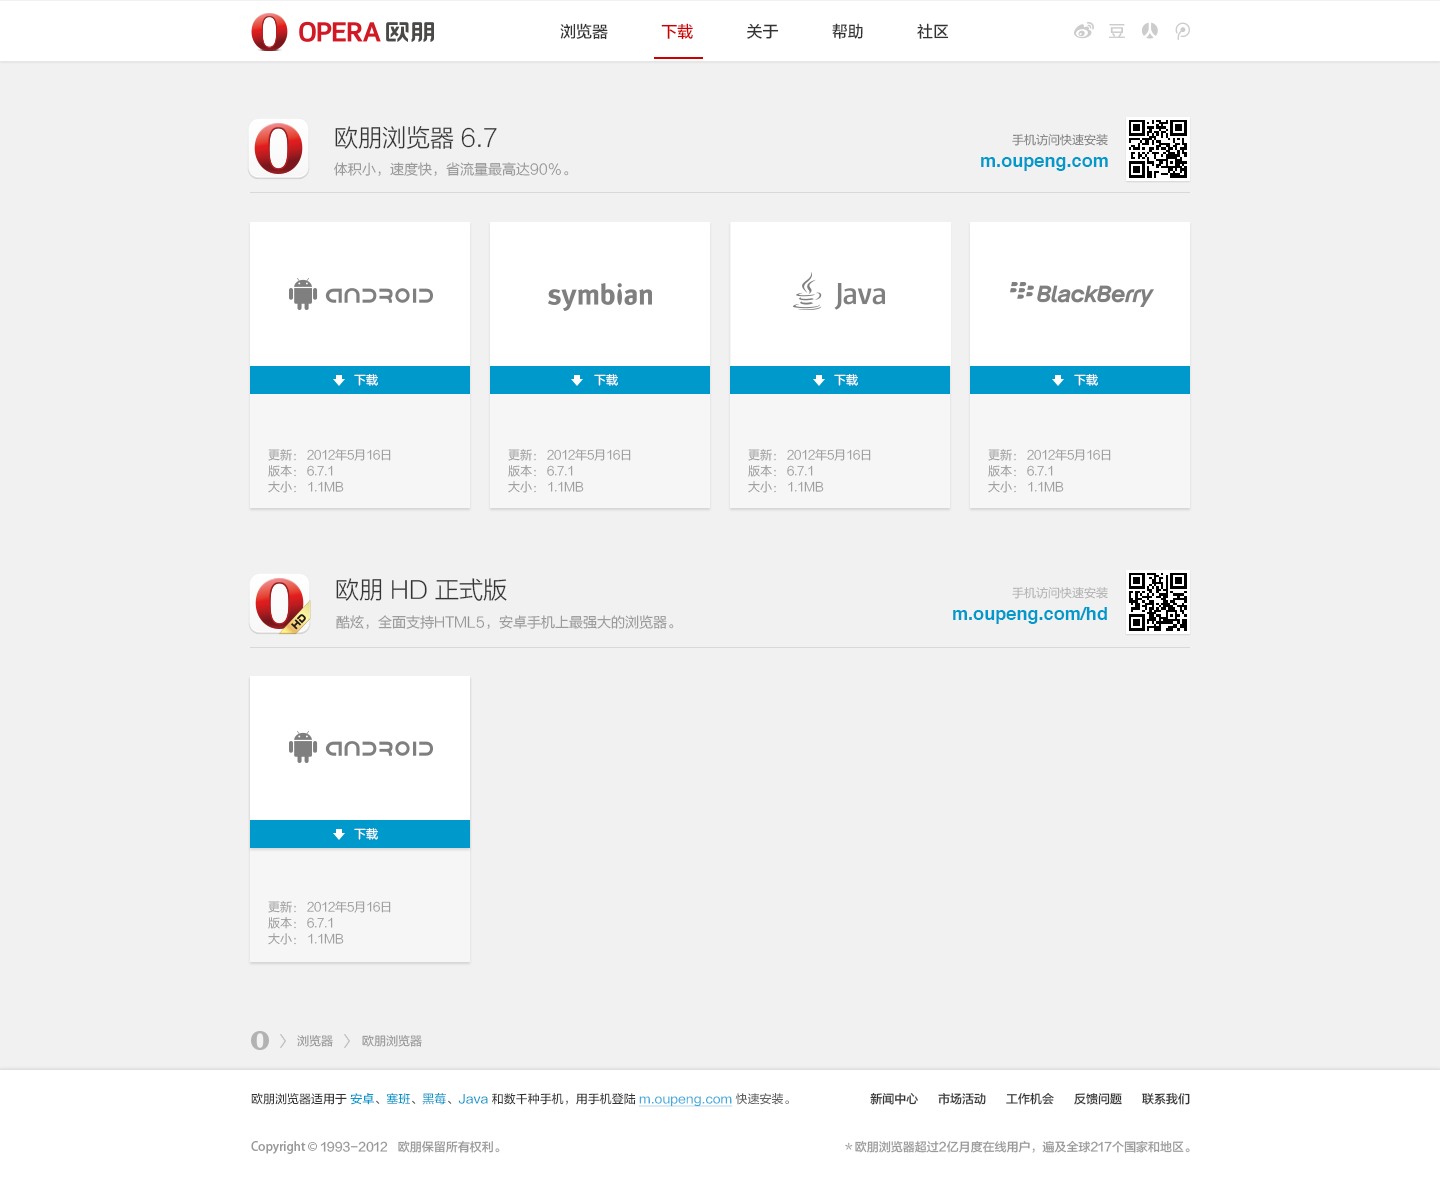 OPERA 欧朋
浏览器 下载 关于 帮助 社区
豆
欧朋浏览器 6.7
体积小，速度快，省流量最高达90%。
手机访问快速安装
m.oupeng.com
android
symbian
Java
BlackBerry
下载
下载
下载
下载
更新： 2012年5月16日
版本： 6.7.1
大小： 1.1MB
更新： 2012年5月16日
版本： 6.7.1
大小： 1.1MB
更新： 2012年5月16日
版本： 6.7.1
大小： 1.1MB
更新： 2012年5月16日
版本： 6.7.1
大小： 1.1MB
HD
欧朋 HD 正式版
酷炫，全面支持HTML5，安卓手机上最强大的浏览器。
手机访问快速安装
m.oupeng.com/hd
android
下载
更新： 2012年5月16日
版本： 6.7.1
大小： 1.1MB
浏览器 欧朋浏览器
欧朋浏览器适用于 安卓、塞班、黑莓、Java 和数千种手机，用手机登陆 m.oupeng.com 快速安装。
新闻中心 市场活动 工作机会 反馈问题 联系我们
Copyright © 1993-2012 欧朋保留所有权利。
*欧朋浏览器超过2亿月度在线用户，遍及全球217个国家和地区。